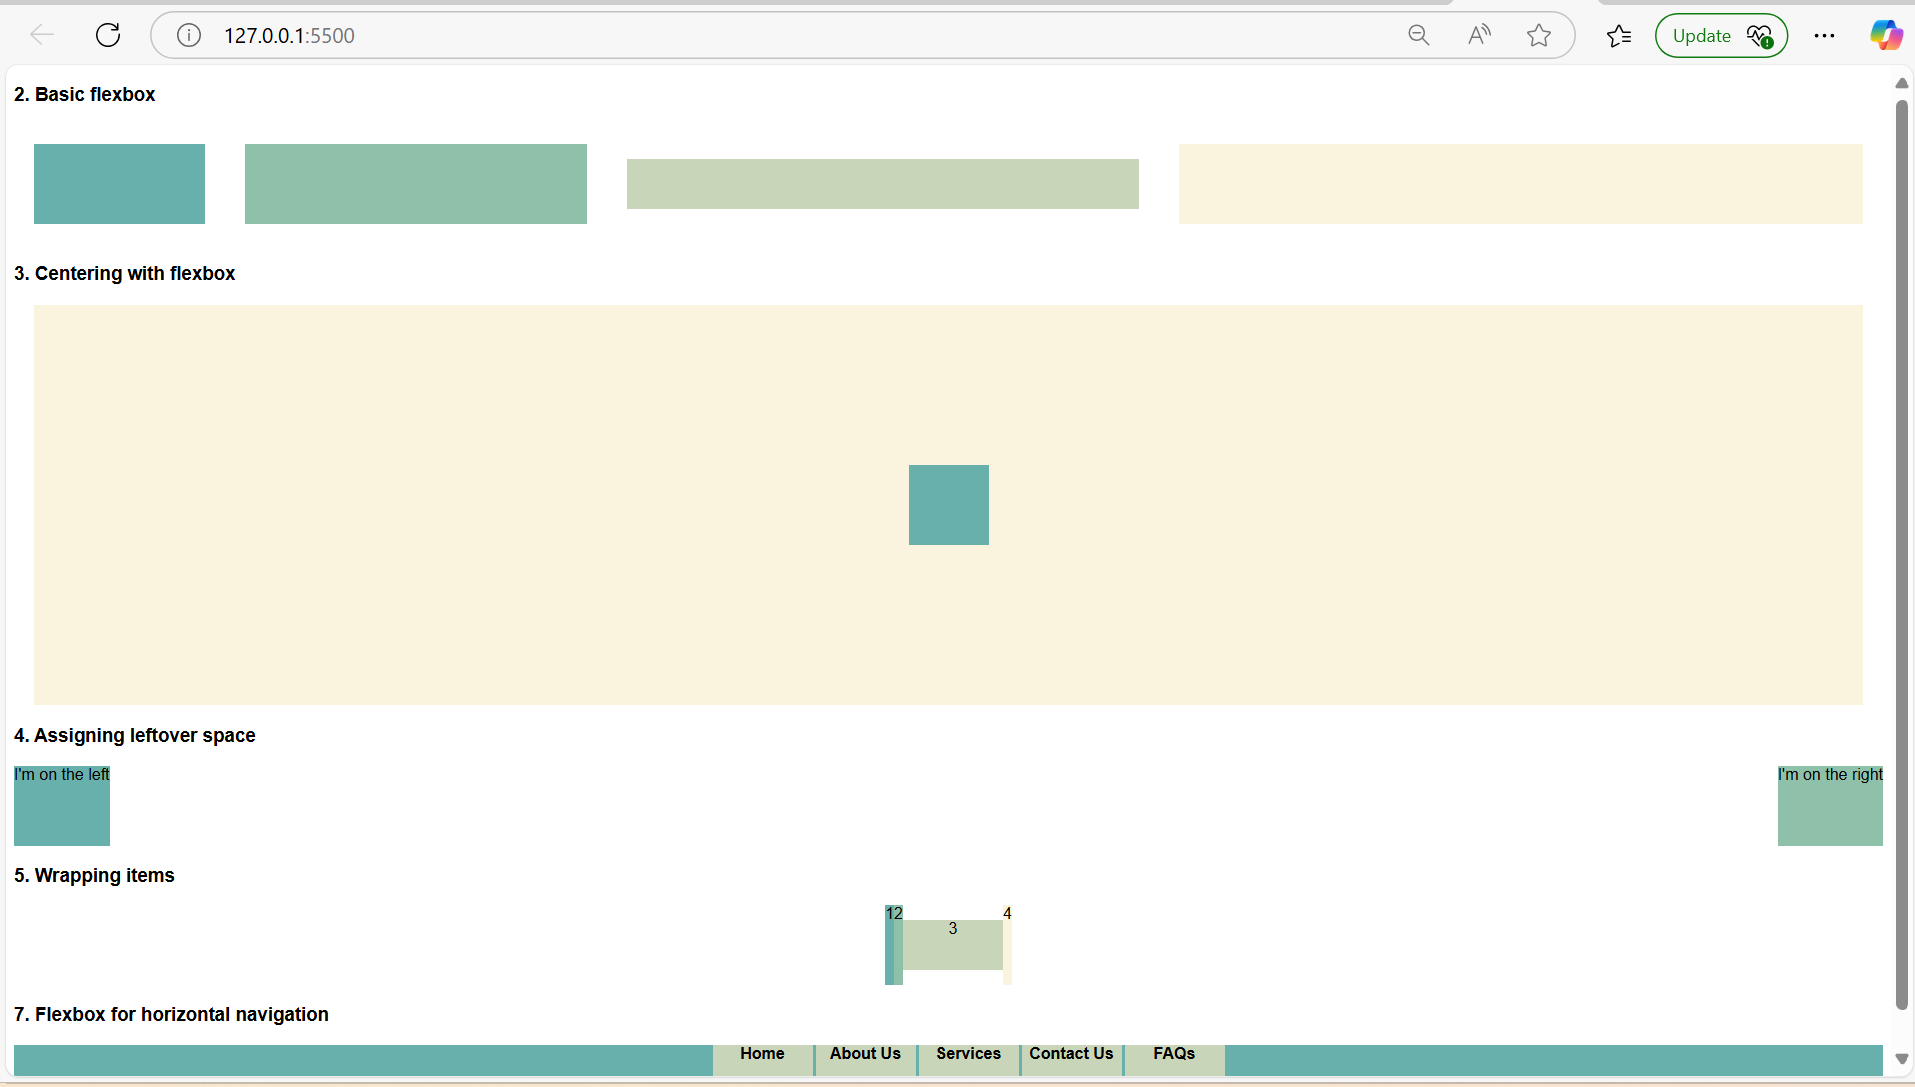 127.0.0.1:5500
Update
2. Basic flexbox
3. Centering with flexbox
4. Assigning leftover space
I'm on the left
I'm on the right
5. Wrapping items
12
4
3
7. Flexbox for horizontal navigation
Home About Us Services Contact Us FAQs